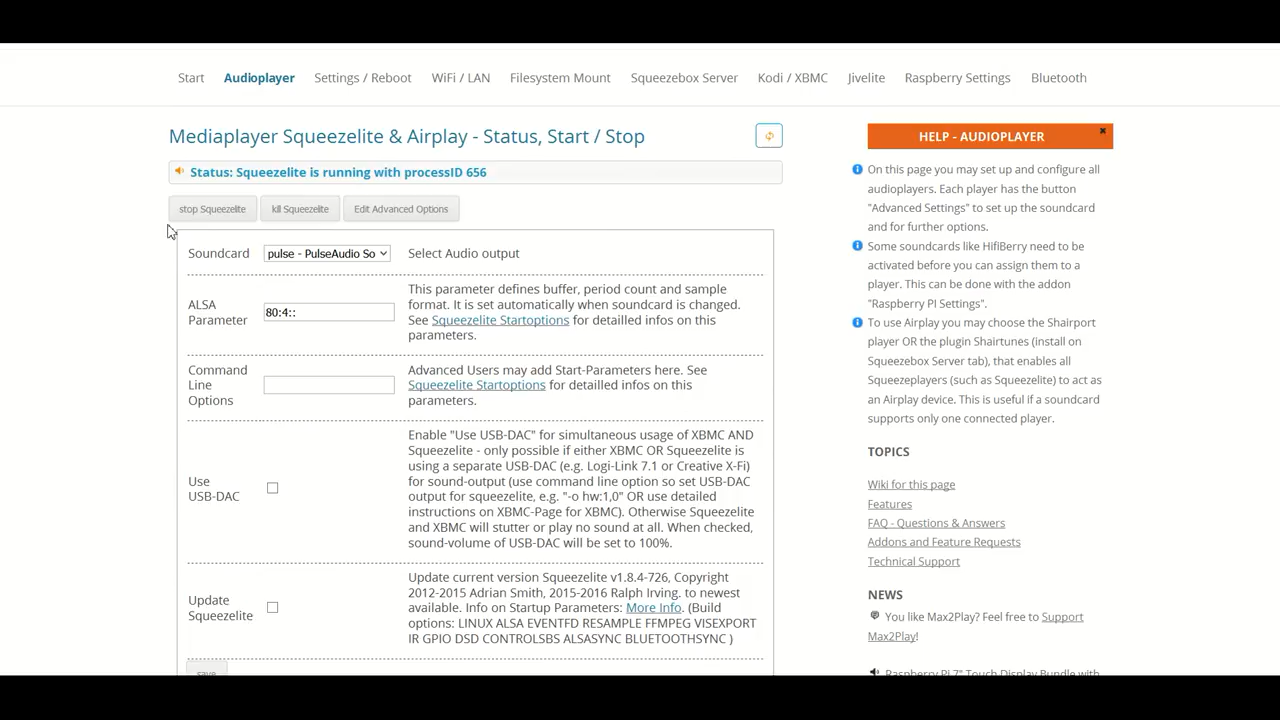 Start Audioplayer Settings / Reboot WiFi / LAN Filesystem Mount Squeezebox Server Kodi / XBMC Jivelite Raspberry Settings Bluetooth
Mediaplayer Squeezelite & Airplay - Status, Start / Stop
Status: Squeezelite is running with processID 656
stop Squeezelite kill Squeezelite Edit Advanced Options
Soundcard pulse - PulseAudio So Select Audio output
ALSA
Parameter
80:4::
This parameter defines buffer, period count and sample
format. It is set automatically when soundcard is changed.
See Squeezelite Startoptions for detailled infos on this
parameters.
Command
Line
Options
Advanced Users may add Start-Parameters here. See
Squeezelite Startoptions for detailled infos on this
parameters.
Use
USB-DAC
Enable "Use USB-DAC" for simultaneous usage of XBMC AND
Squeezelite - only possible if either XBMC OR Squeezelite is
using a separate USB-DAC (e.g. Logi-Link 7.1 or Creative X-Fi)
for sound-output (use command line option so set USB-DAC
output for squeezelite, e.g. "-o hw:1,0" OR use detailed
instructions on XBMC-Page for XBMC). Otherwise Squeezelite
and XBMC will stutter or play no sound at all. When checked,
sound-volume of USB-DAC will be set to 100%.
Update
Squeezelite
Update current version Squeezelite v1.8.4-726, Copyright
2012-2015 Adrian Smith, 2015-2016 Ralph Irving. to newest
available. Info on Startup Parameters: More Info. (Build
options: LINUX ALSA EVENTFD RESAMPLE FFMPEG VISEXPORT
IR GPIO DSD CONTROLSBS ALSASYNC BLUETOOTHSYNC )
save
HELP - AUDIOPLAYER
On this page you may set up and configure all
audioplayers. Each player has the button
"Advanced Settings" to set up the soundcard
and for further options.
Some soundcards like HifiBerry need to be
activated before you can assign them to a
player. This can be done with the addon
"Raspberry PI Settings".
To use Airplay you may choose the Shairport
player OR the plugin Shairtunes (install on
Squeezebox Server tab), that enables all
Squeezeplayers (such as Squeezelite) to act as
an Airplay device. This is useful if a soundcard
supports only one connected player.
TOPICS
Wiki for this page
Features
FAQ - Questions & Answers
Addons and Feature Requests
Technical Support
NEWS
You like Max2Play? Feel free to Support
Max2Play!
Raspberry Pi 7" Touch Display Bundle with